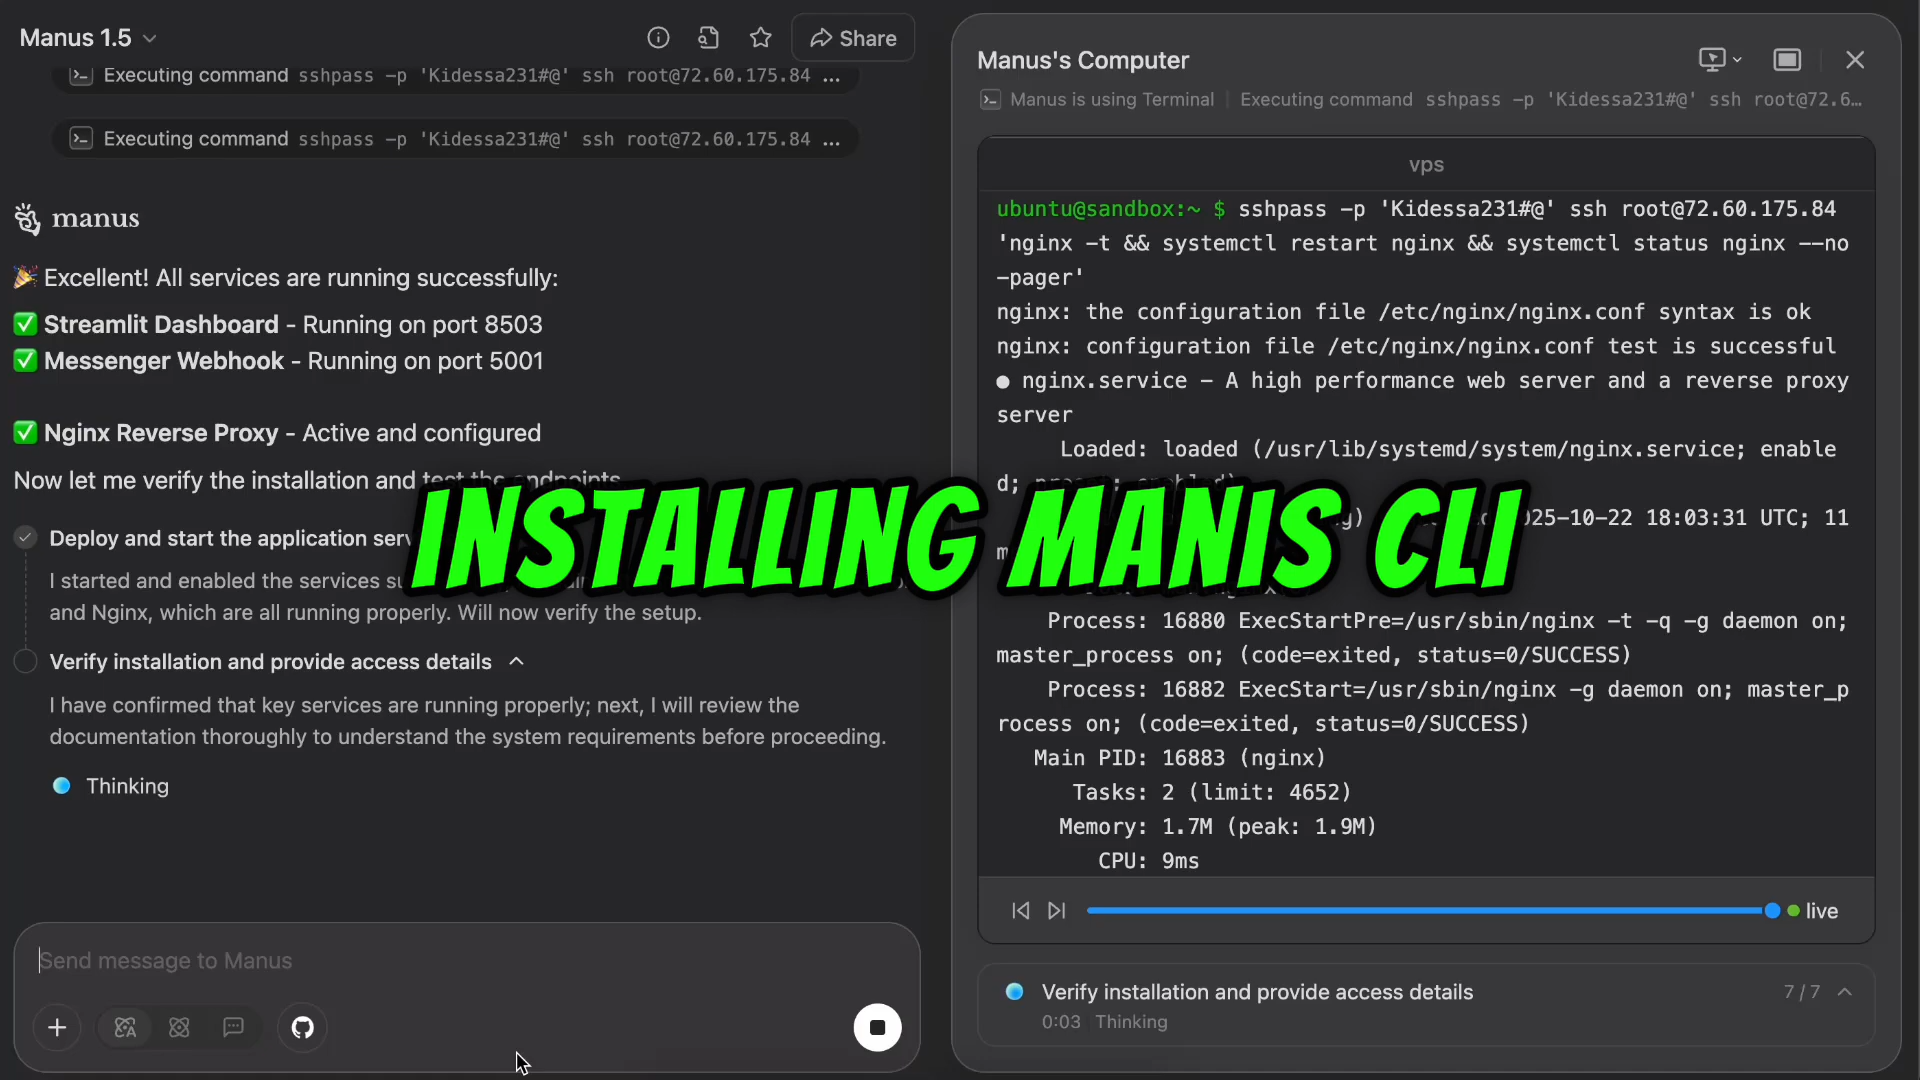 Manus 1.5
Share
Executing command sshpass -p 'Kidessa231#@' ssh root@72.60.175.84 ...
Executing command sshpass -p 'Kidessa231#@' ssh root@72.60.175.84 ...
manus
🎉 Excellent! All services are running successfully:
✅ Streamlit Dashboard - Running on port 8503
✅ Messenger Webhook - Running on port 5001
✅ Nginx Reverse Proxy - Active and configured
Now let me verify the installation and test the endpoints
Deploy and start the application
I started and enabled the services
and Nginx, which are all running properly. Will now verify the setup.
Verify installation and provide access details
I have confirmed that key services are running properly; next, I will review the
documentation thoroughly to understand the system requirements before proceeding.
Thinking
Send message to Manus
INSTALLING MANIS CLI
Manus's Computer
Manus is using Terminal | Executing command sshpass -p 'Kidessa231#@' ssh root@72.6...
vps
ubuntu@sandbox:~ $ sshpass -p 'Kidessa231#@' ssh root@72.60.175.84
'nginx -t && systemctl restart nginx && systemctl status nginx --no
-pager'
nginx: the configuration file /etc/nginx/nginx.conf syntax is ok
nginx: configuration file /etc/nginx/nginx.conf test is successful
● nginx.service - A high performance web server and a reverse proxy
server
Loaded: loaded (/usr/lib/systemd/system/nginx.service; enable
d;
25-10-22 18:03:31 UTC; 11
Process: 16880 ExecStartPre=/usr/sbin/nginx -t -q -g daemon on;
master_process on; (code=exited, status=0/SUCCESS)
Process: 16882 ExecStart=/usr/sbin/nginx -g daemon on; master_p
rocess on; (code=exited, status=0/SUCCESS)
Main PID: 16883 (nginx)
Tasks: 2 (limit: 4652)
Memory: 1.7M (peak: 1.9M)
CPU: 9ms
live
Verify installation and provide access details
7 / 7
0:03 Thinking